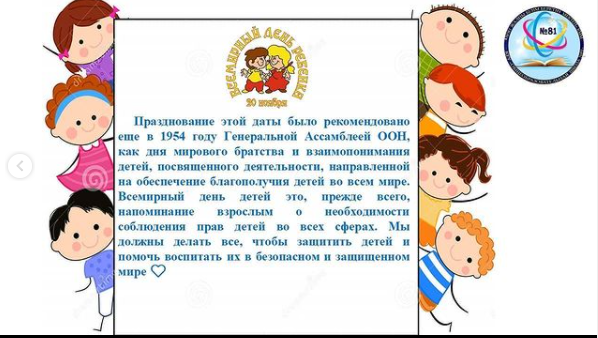 ВСЕМИРНЫЙ ДЕНЬ РЕБЕНКА
20 ноября
№81
Празднование этой даты было рекомендовано
еще в 1954 году Генеральной Ассамблеей ООН,
как дня мирового братства и взаимопонимания
детей, посвященного деятельности, направленной
на обеспечение благополучия детей во всем мире.
Всемирный день детей это, прежде всего,
напоминание взрослым о необходимости
соблюдения прав детей во всех сферах. Мы
должны делать все, чтобы защитить детей и
помочь воспитать их в безопасном и защищенном
мире